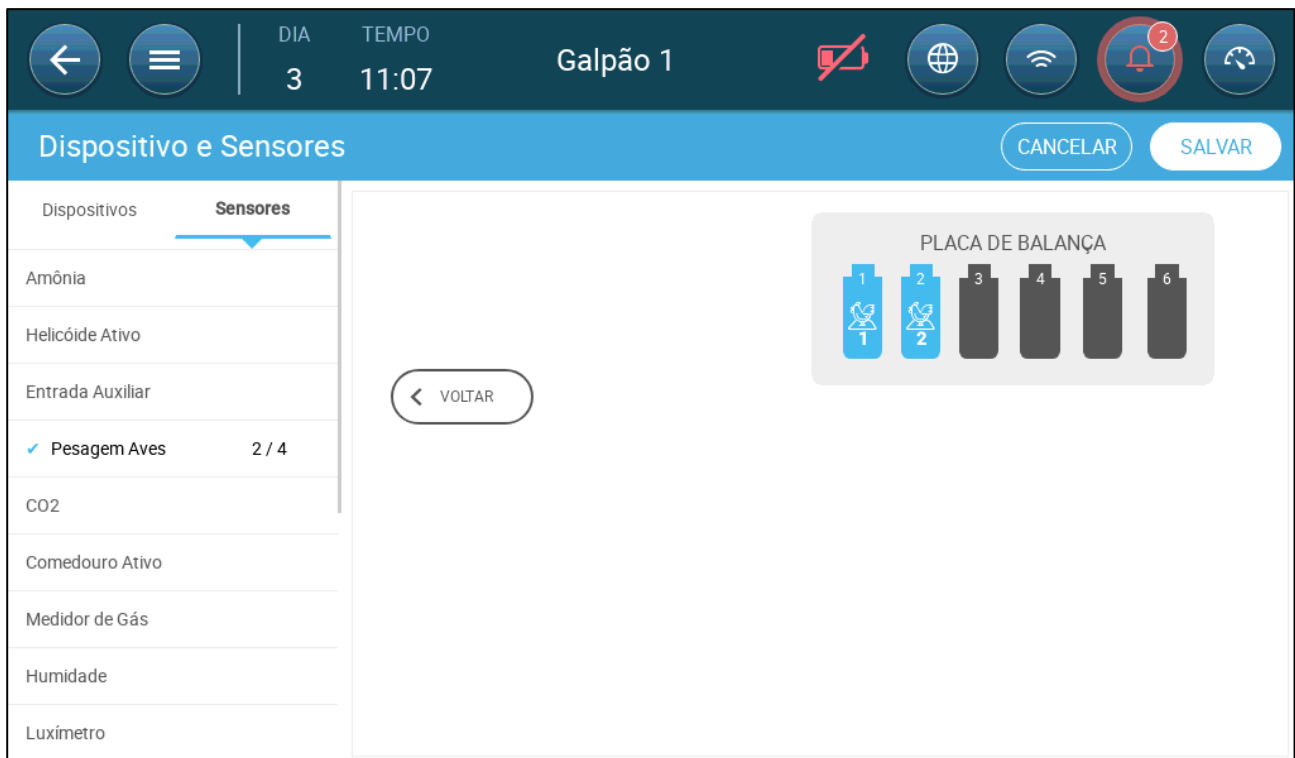 DIA
TEMPO
3
11:07
Galpão 1
2
Dispositivo e Sensores
CANCELAR
SALVAR
Dispositivos
Sensores
Amônia
Helicóide Ativo
Entrada Auxiliar
Pesagem Aves 2 / 4
CO2
Comedouro Ativo
Medidor de Gás
Humidade
Luxímetro
VOLTAR
PLACA DE BALANÇA
1 2 3 4 5 6
1 2